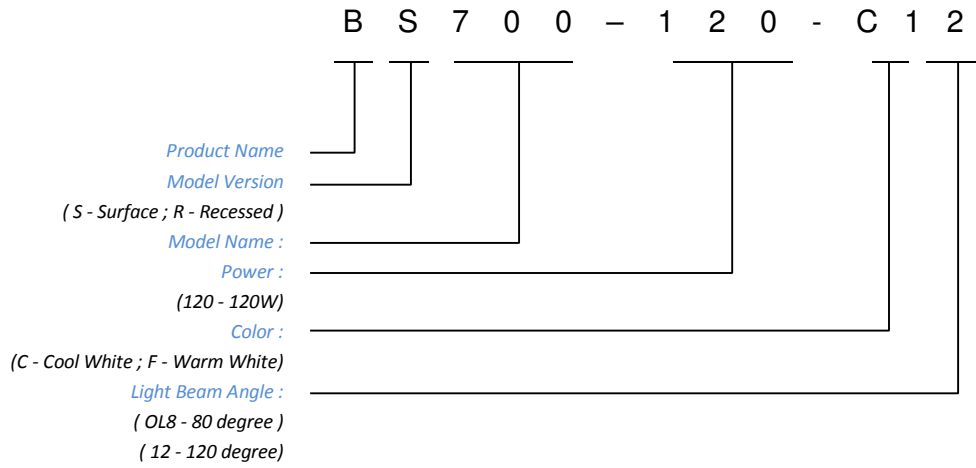 B S 7 0 0 – 1 2 0 - C 1 2
Product Name
Model Version
( S - Surface ; R - Recessed )
Model Name :
Power :
(120 - 120W)
Color :
(C - Cool White ; F - Warm White)
Light Beam Angle :
( OL8 - 80 degree )
( 12 - 120 degree)